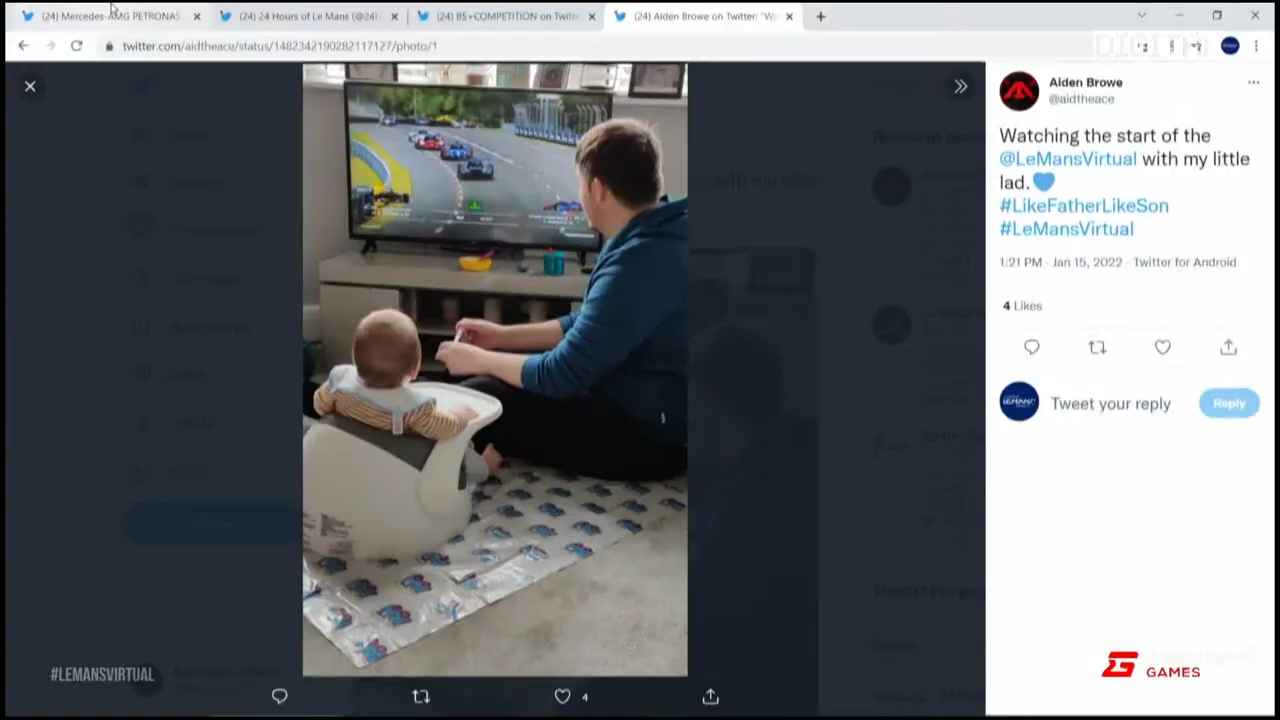 (24) Mercedes-AMG PETRONAS
(24) 24 Hours of Le Mans (@24
(24) 85+COMPETITION on Twitt
(24) Aiden Browe on Twitter: "W
twitter.com/aidtheace/status/1482342190282117127/photo/1
Aiden Browe
@aidtheace
Watching the start of the
@LeMansVirtual with my little
lad.💙
#LikeFatherLikeSon
#LeMansVirtual
1:21 PM · Jan 15, 2022 · Twitter for Android
4 Likes
Tweet your reply
Reply
4
#LEMANSVIRTUAL
GAMES